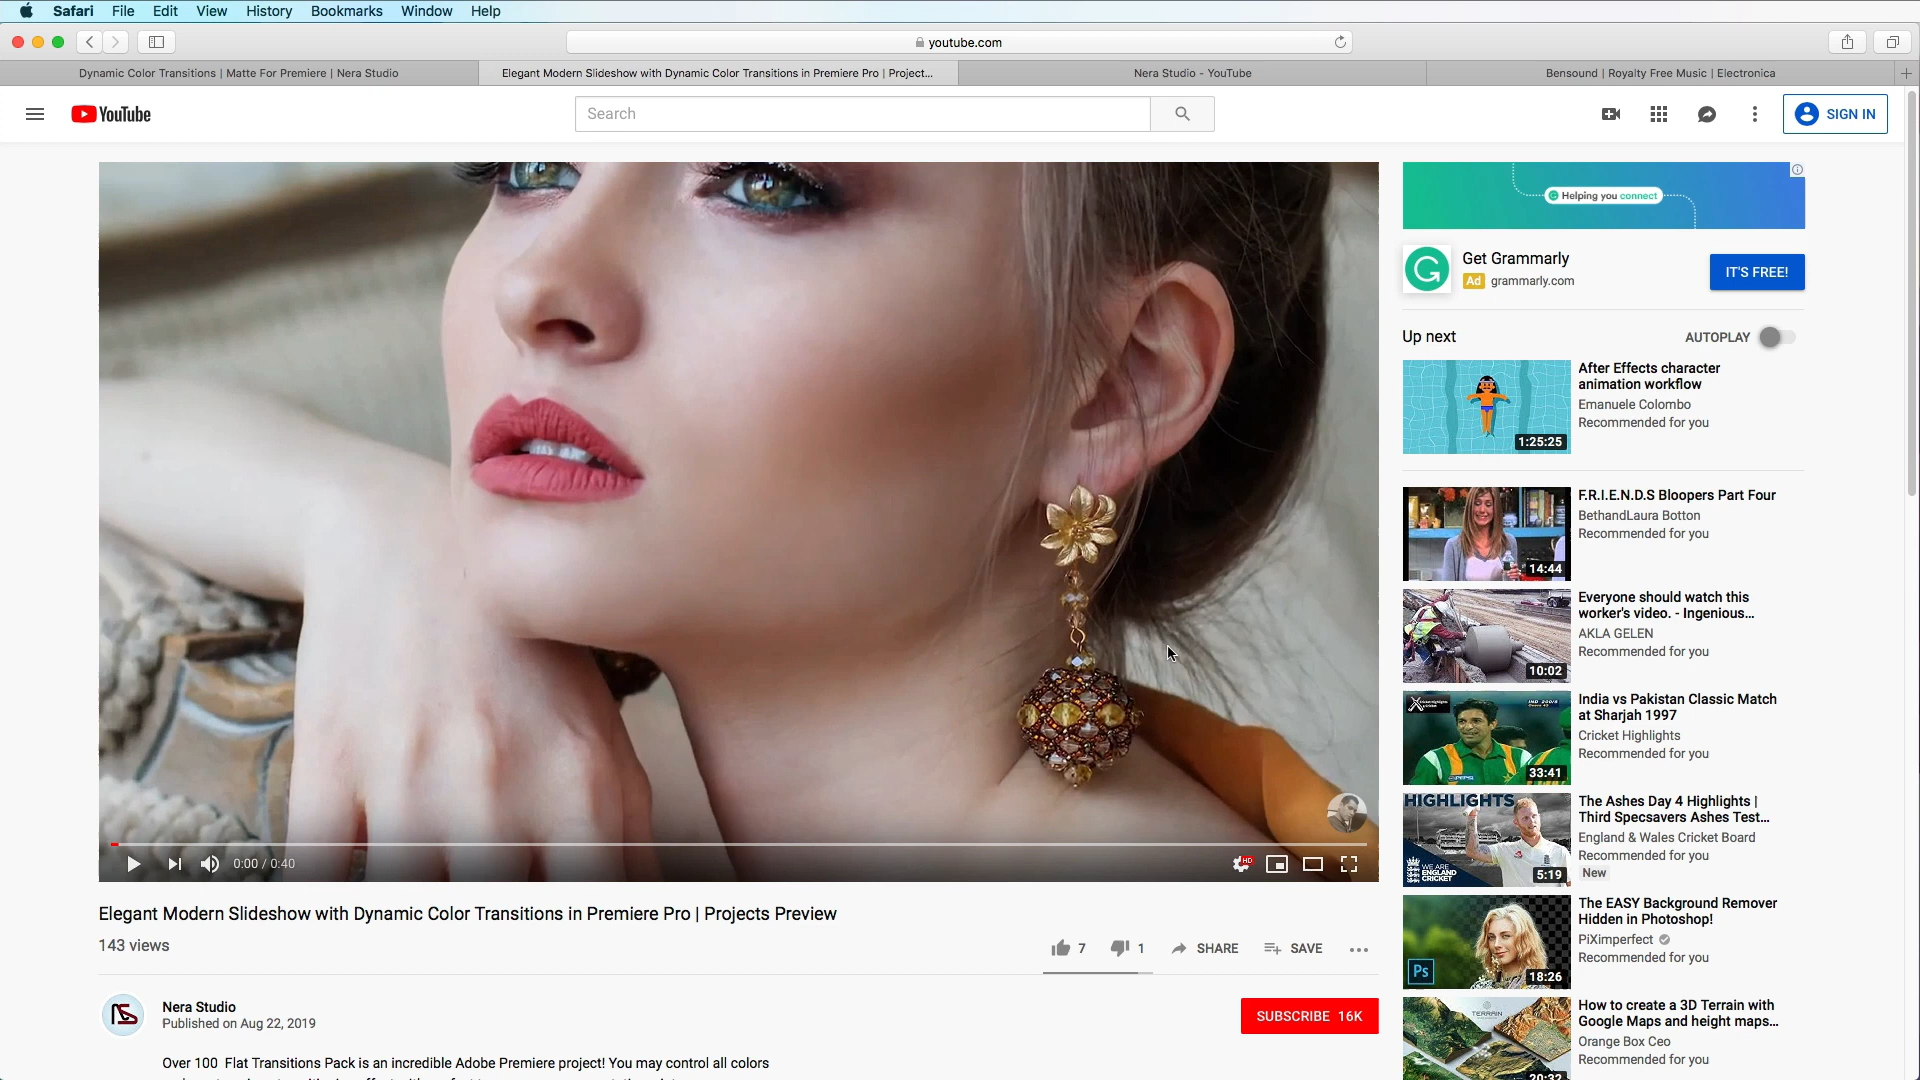 Safari File Edit View History Bookmarks Window Help
youtube.com
Dynamic Color Transitions | Matte For Premiere | Nera Studio
Elegant Modern Slideshow with Dynamic Color Transitions in Premiere Pro | Project...
Nera Studio - YouTube
Bensound | Royalty Free Music | Electronica
YouTube
Search
SIGN IN
Helping you connect
Get Grammarly
Ad grammarly.com
IT'S FREE!
Up next
AUTOPLAY
After Effects character
animation workflow
Emanuele Colombo
Recommended for you
1:25:25
F.R.I.E.N.D.S Bloopers Part Four
BethandLaura Botton
Recommended for you
14:44
Everyone should watch this
worker's video. - Ingenious...
AKLA GELEN
Recommended for you
10:02
India vs Pakistan Classic Match
at Sharjah 1997
Cricket Highlights
Recommended for you
33:41
HIGHLIGHTS
WE ARE
ENGLAND
CRICKET
5:19
The Ashes Day 4 Highlights |
Third Specsavers Ashes Test...
England & Wales Cricket Board
Recommended for you
New
The EASY Background Remover
Hidden in Photoshop!
PiXimperfect
Recommended for you
Ps
18:26
How to create a 3D Terrain with
Google Maps and height maps...
Orange Box Ceo
Recommended for you
TERRAIN
20:32
0:00 / 0:40
HD
Elegant Modern Slideshow with Dynamic Color Transitions in Premiere Pro | Projects Preview
143 views
7
1
SHARE
SAVE
Nera Studio
Published on Aug 22, 2019
SUBSCRIBE 16K
Over 100 Flat Transitions Pack is an incredible Adobe Premiere project! You may control all colors